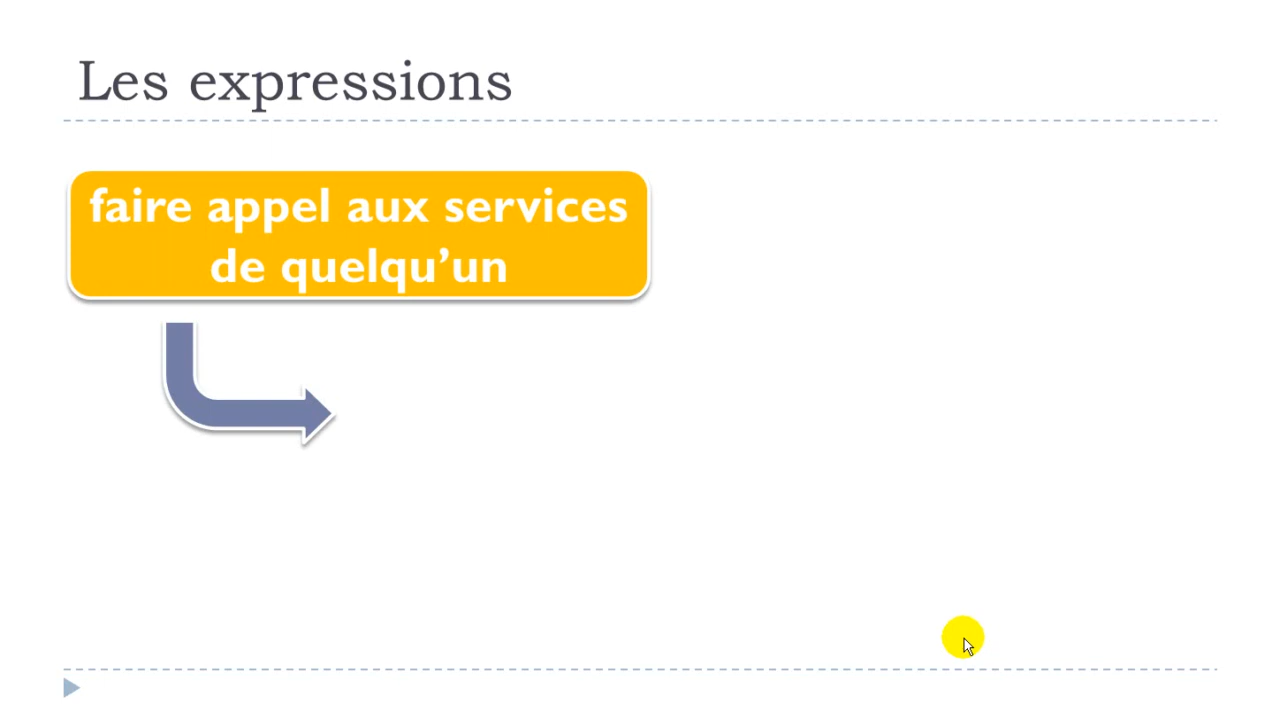 Les expressions
faire appel aux services
de quelqu’un